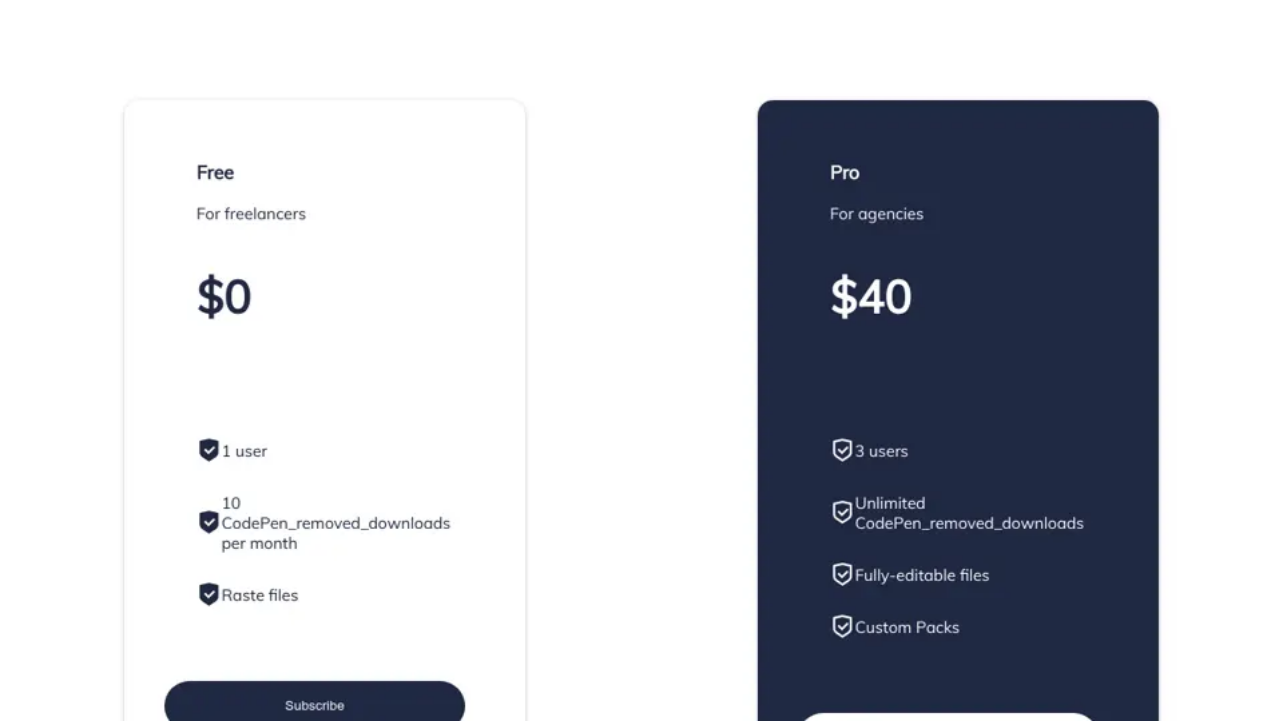 Free
For freelancers
$0
1 user
10
CodePen_removed_downloads
per month
Raste files
Subscribe
Pro
For agencies
$40
3 users
Unlimited
CodePen_removed_downloads
Fully-editable files
Custom Packs